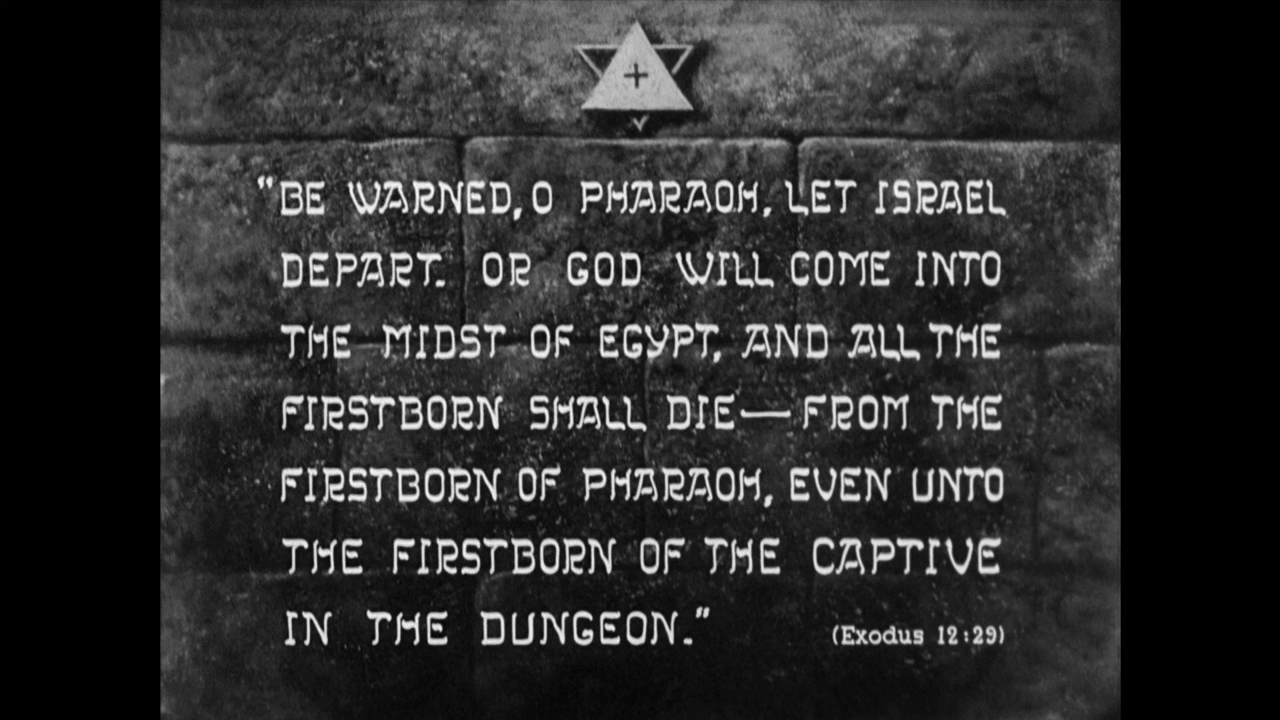 "BE WARNED, O PHARAOH, LET ISRAEL
DEPART. OR GOD WILL COME INTO
THE MIDST OF EGYPT, AND ALL THE
FIRSTBORN SHALL DIE — FROM THE
FIRSTBORN OF PHARAOH, EVEN UNTO
THE FIRSTBORN OF THE CAPTIVE
IN THE DUNGEON."
(Exodus 12:29)